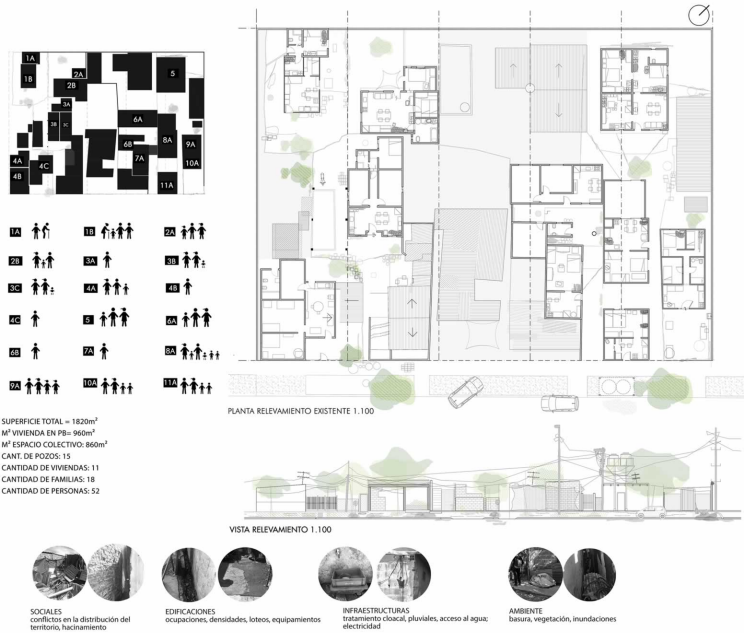 1A
1B
2A
2B
3A
3B
3C
4A
4B
4C
5
6A
6B
7A
8A
9A
10A
11A
1A
1B
2A
2B
3A
3B
3C
4A
4B
4C
5
6A
6B
7A
8A
9A
10A
11A
SUPERFICIE TOTAL = 1820m²
M² VIVIENDA EN PB= 960m²
M² ESPACIO COLECTIVO: 860m²
CANT. DE POZOS: 15
CANTIDAD DE VIVIENDAS: 11
CANTIDAD DE FAMILIAS: 18
CANTIDAD DE PERSONAS: 52
PLANTA RELEVAMIENTO EXISTENTE 1.100
VISTA RELEVAMIENTO 1.100
SOCIALES
conflictos en la distribución del
territorio, hacinamiento
EDIFICACIONES
ocupaciones, densidades, loteos, equipamientos
INFRAESTRUCTURAS
tratamiento cloacal, pluviales, acceso al agua;
electricidad
AMBIENTE
basura, vegetación, inundaciones